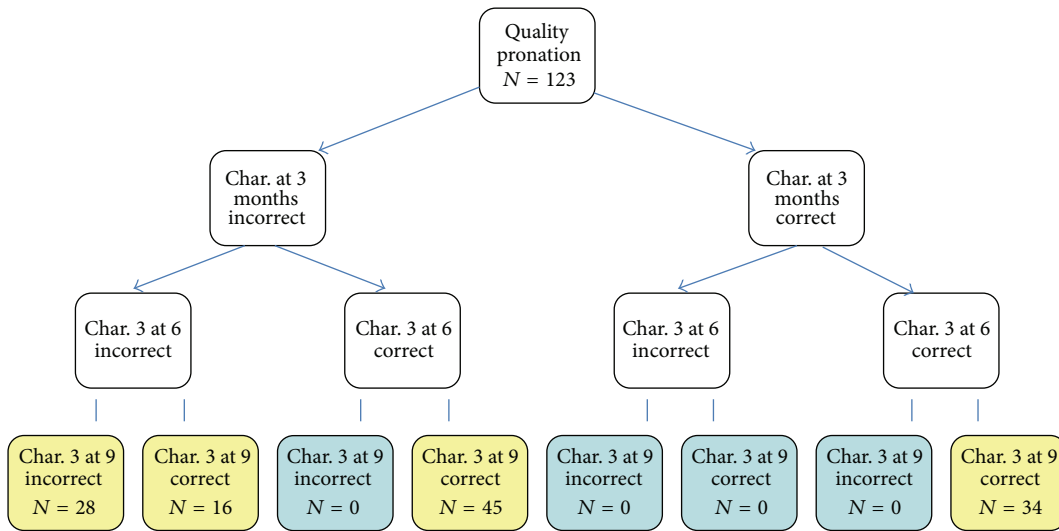 Quality
pronation
N = 123
Char. at 3
months
incorrect
Char. at 3
months
correct
Char. 3 at 6
incorrect
Char. 3 at 6
correct
Char. 3 at 6
incorrect
Char. 3 at 6
correct
Char. 3 at 9
incorrect
N = 28
Char. 3 at 9
correct
N = 16
Char. 3 at 9
incorrect
N = 0
Char. 3 at 9
correct
N = 45
Char. 3 at 9
incorrect
N = 0
Char. 3 at 9
correct
N = 0
Char. 3 at 9
incorrect
N = 0
Char. 3 at 9
correct
N = 34